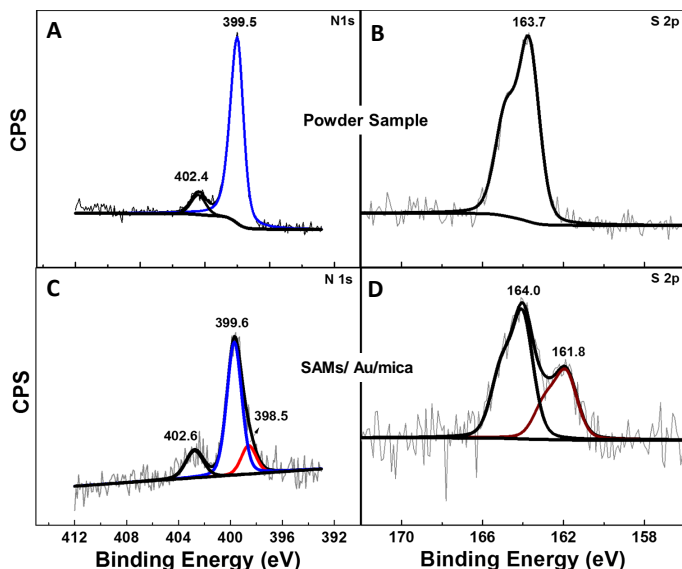 A
399.5
N1s
402.4
CPS
B
163.7
S 2p
Powder Sample
C
399.6
N 1s
398.5
402.6
CPS
D
164.0
S 2p
161.8
SAMs/ Au/mica
412 408 404 400 396 392
170 166 162 158
Binding Energy (eV) Binding Energy (eV)